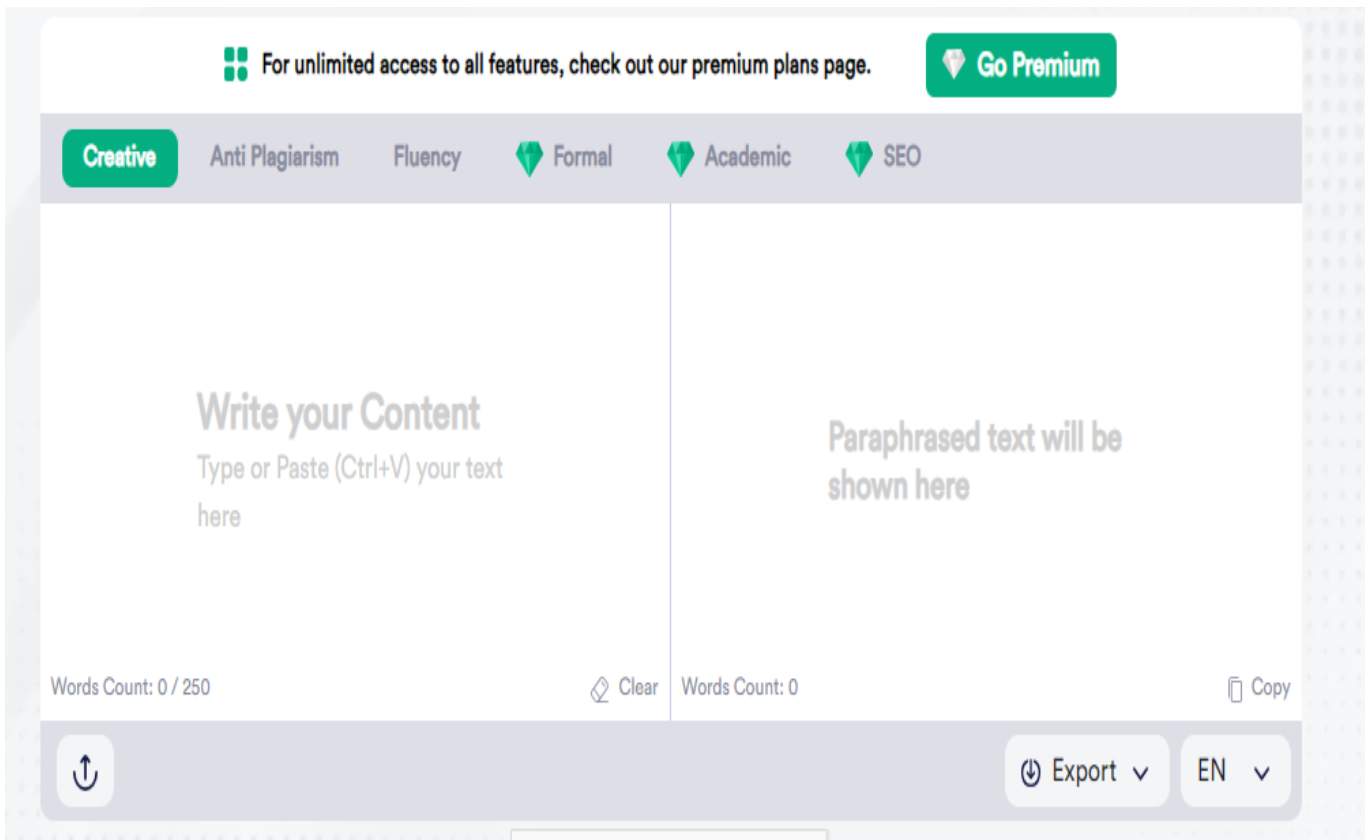 For unlimited access to all features, check out our premium plans page.
Go Premium
Creative
Anti Plagiarism
Fluency
Formal
Academic
SEO
Write your Content
Type or Paste (Ctrl+V) your text
here
Paraphrased text will be
shown here
Words Count: 0 / 250
Clear
Words Count: 0
Copy
Export
EN